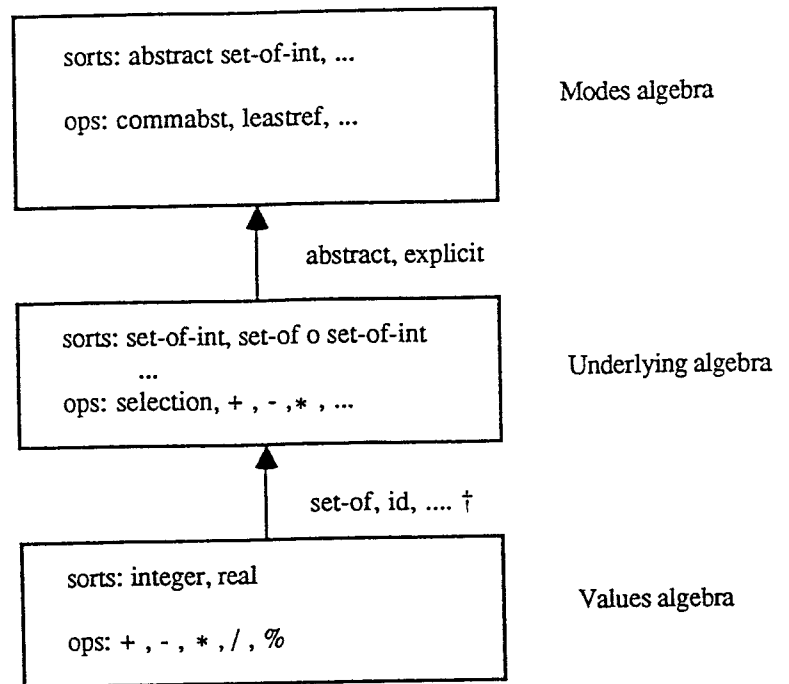 sorts: abstract set-of-int, ...
ops: commabst, leastref, ...
Modes algebra
abstract, explicit
sorts: set-of-int, set-of o set-of-int
...
ops: selection, + , - ,* , ...
Underlying algebra
set-of, id, .... †
sorts: integer, real
ops: + , - , * , / , %
Values algebra